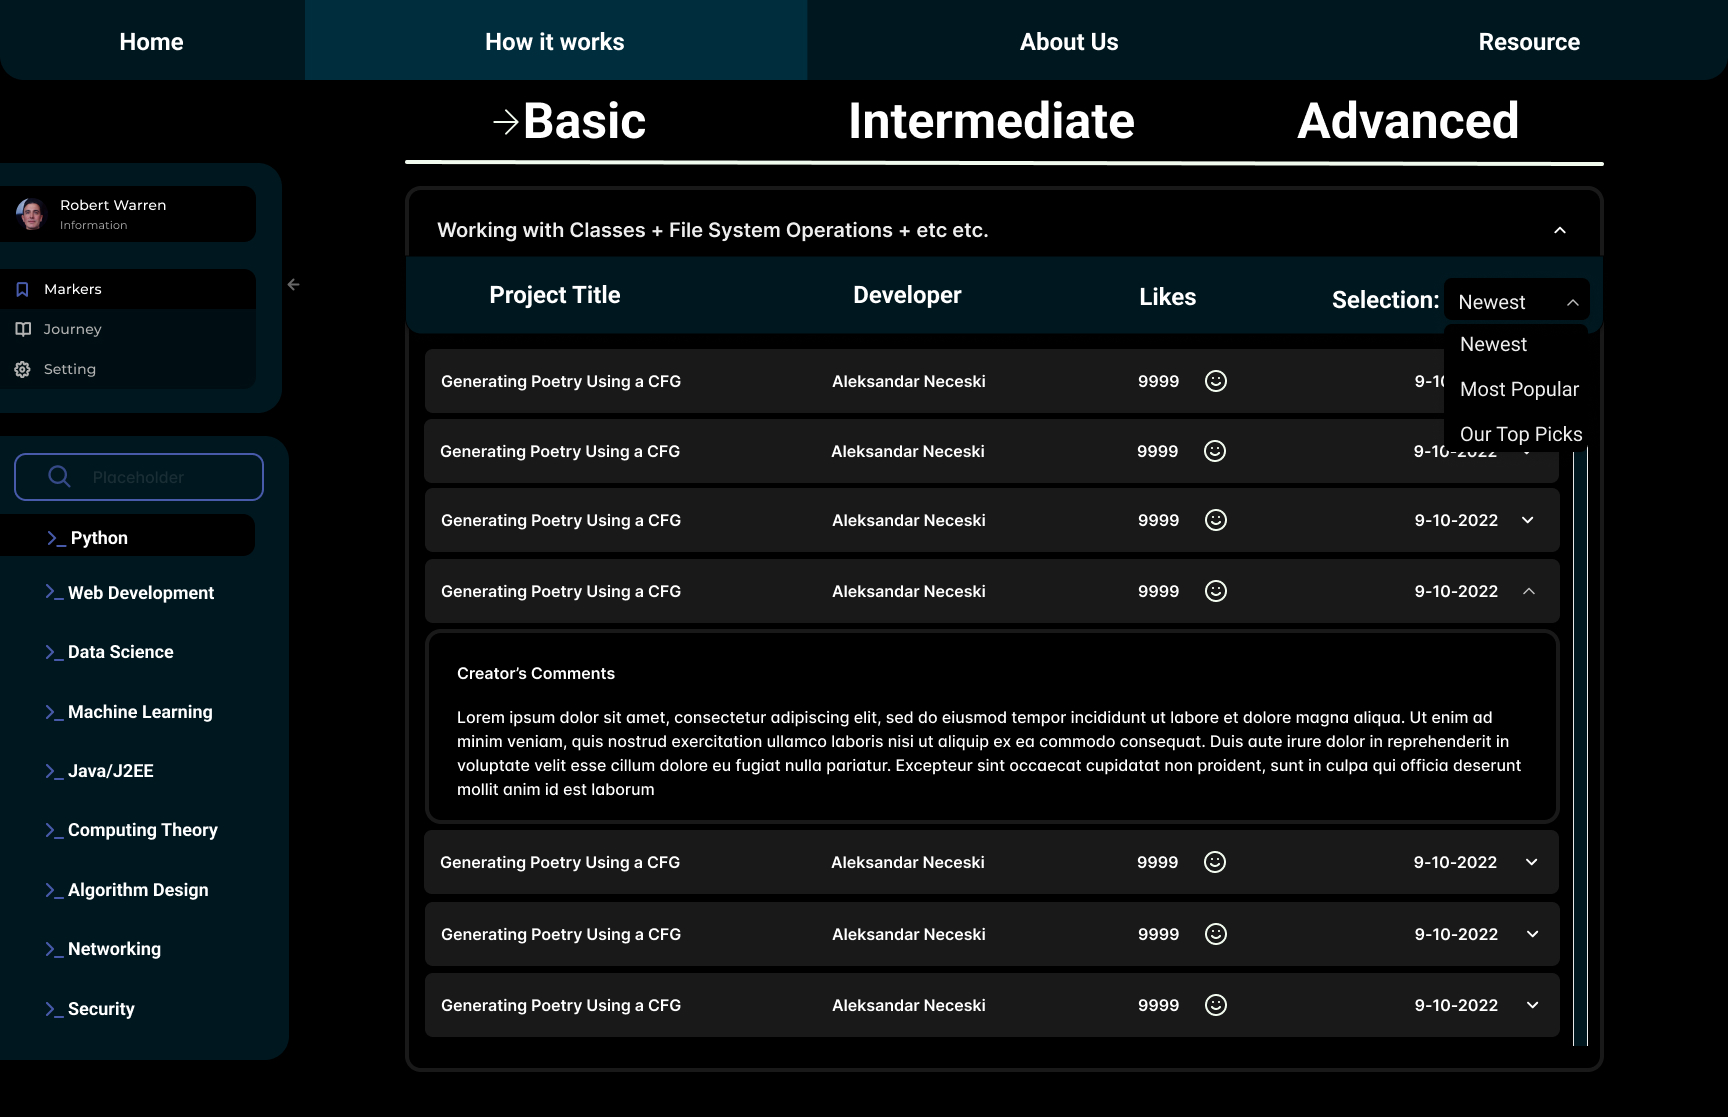 Home
How it works
About Us
Resource
Basic
Intermediate
Advanced
Robert Warren
Information
Markers
Journey
Setting
Placeholder
Python
Web Development
Data Science
Machine Learning
Java/J2EE
Computing Theory
Algorithm Design
Networking
Security
Working with Classes + File System Operations + etc etc.
Project Title
Developer
Likes
Selection:
Newest
Newest
Most Popular
Our Top Picks
Generating Poetry Using a CFG Aleksandar Neceski 9999 9-10
Generating Poetry Using a CFG Aleksandar Neceski 9999 9-10-2022
Generating Poetry Using a CFG Aleksandar Neceski 9999 9-10-2022
Generating Poetry Using a CFG Aleksandar Neceski 9999 9-10-2022
Creator’s Comments
Lorem ipsum dolor sit amet, consectetur adipiscing elit, sed do eiusmod tempor incididunt ut labore et dolore magna aliqua. Ut enim ad
minim veniam, quis nostrud exercitation ullamco laboris nisi ut aliquip ex ea commodo consequat. Duis aute irure dolor in reprehenderit in
voluptate velit esse cillum dolore eu fugiat nulla pariatur. Excepteur sint occaecat cupidatat non proident, sunt in culpa qui officia deserunt
mollit anim id est laborum
Generating Poetry Using a CFG Aleksandar Neceski 9999 9-10-2022
Generating Poetry Using a CFG Aleksandar Neceski 9999 9-10-2022
Generating Poetry Using a CFG Aleksandar Neceski 9999 9-10-2022